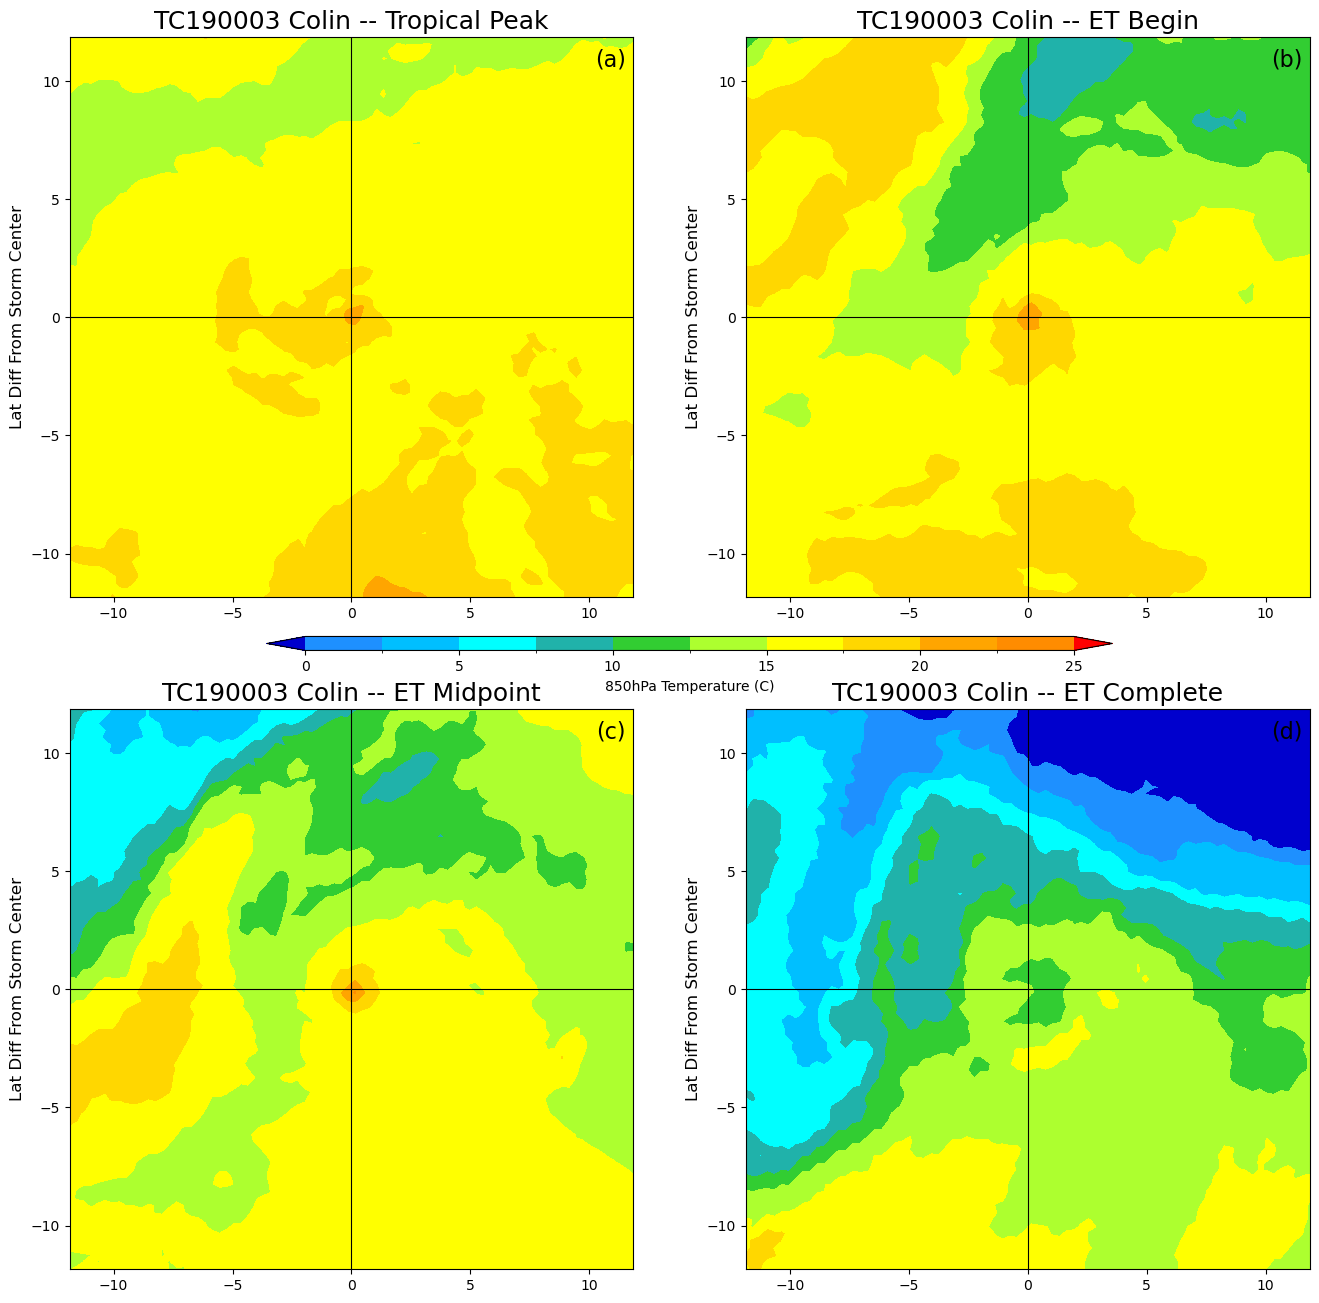 TC190003 Colin -- Tropical Peak
TC190003 Colin -- ET Begin
(a)
(b)
Lat Diff From Storm Center
10
5
0
−5
−10
−10 −5 0 5 10
Lat Diff From Storm Center
10
5
0
−5
−10
−10 −5 0 5 10
0 5 10 15 20 25
850hPa Temperature (C)
TC190003 Colin -- ET Midpoint
TC190003 Colin -- ET Complete
(c)
(d)
Lat Diff From Storm Center
10
5
0
−5
−10
−10 −5 0 5 10
Lat Diff From Storm Center
10
5
0
−5
−10
−10 −5 0 5 10